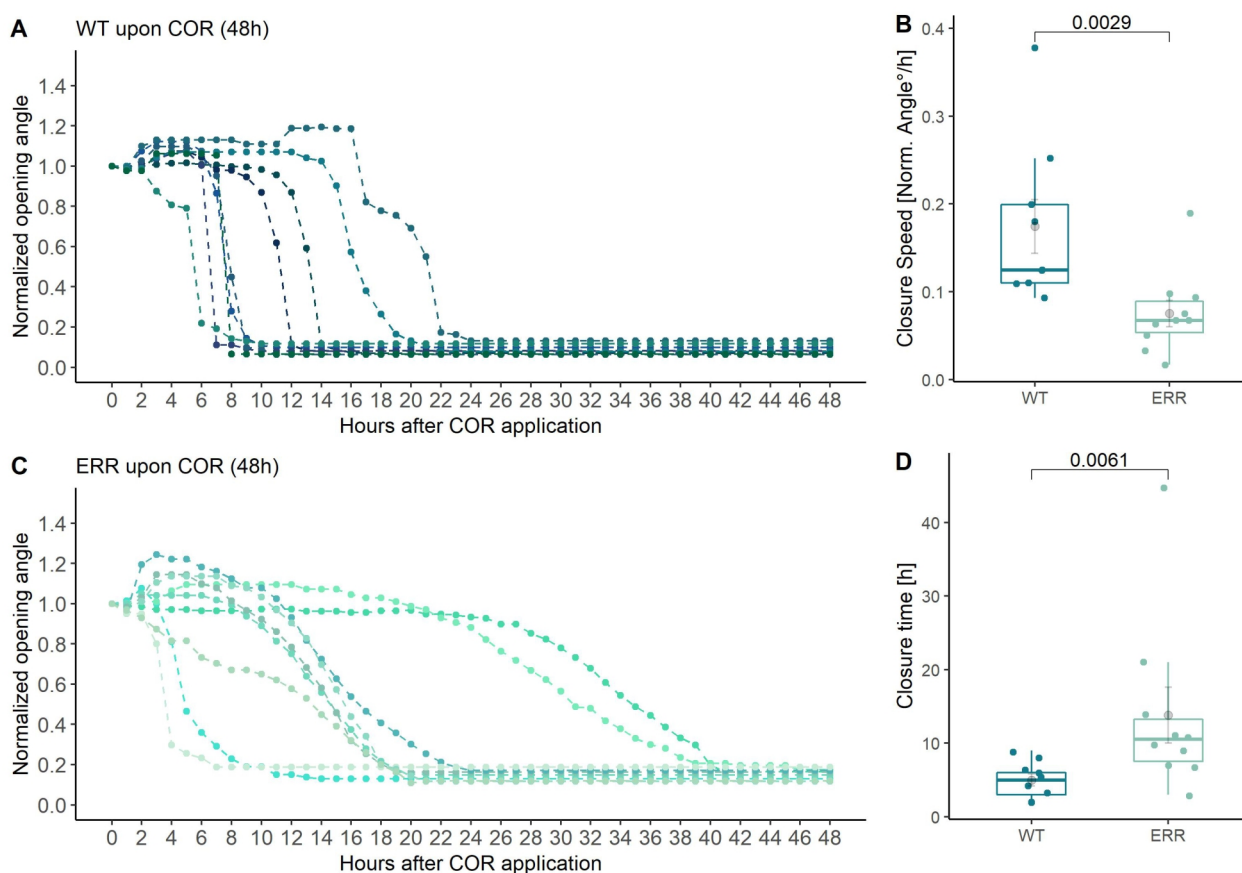 A WT upon COR (48h)
Normalized opening angle
1.4
1.2
1.0
0.8
0.6
0.4
0.2
0.0
0 2 4 6 8 10 12 14 16 18 20 22 24 26 28 30 32 34 36 38 40 42 44 46 48
Hours after COR application
B
0.0029
Closure Speed [Norm. Angle°/h]
0.4
0.3
0.2
0.1
0.0
WT ERR
C ERR upon COR (48h)
Normalized opening angle
1.4
1.2
1.0
0.8
0.6
0.4
0.2
0.0
0 2 4 6 8 10 12 14 16 18 20 22 24 26 28 30 32 34 36 38 40 42 44 46 48
Hours after COR application
D
0.0061
Closure time [h]
40
30
20
10
0
WT ERR